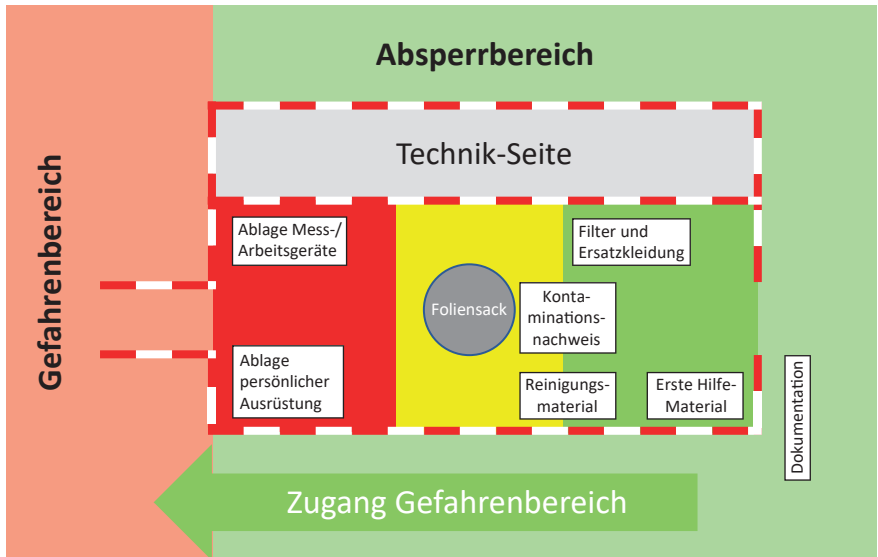 Absperrbereich
Gefahrenbereich
Technik-Seite
Ablage Mess-/
Arbeitsgeräte
Filter und
Ersatzkleidung
Foliensack
Konta-
minations-
nachweis
Ablage
persönlicher
Ausrüstung
Reinigungs-
material
Erste Hilfe-
Material
Dokumentation
Zugang Gefahrenbereich